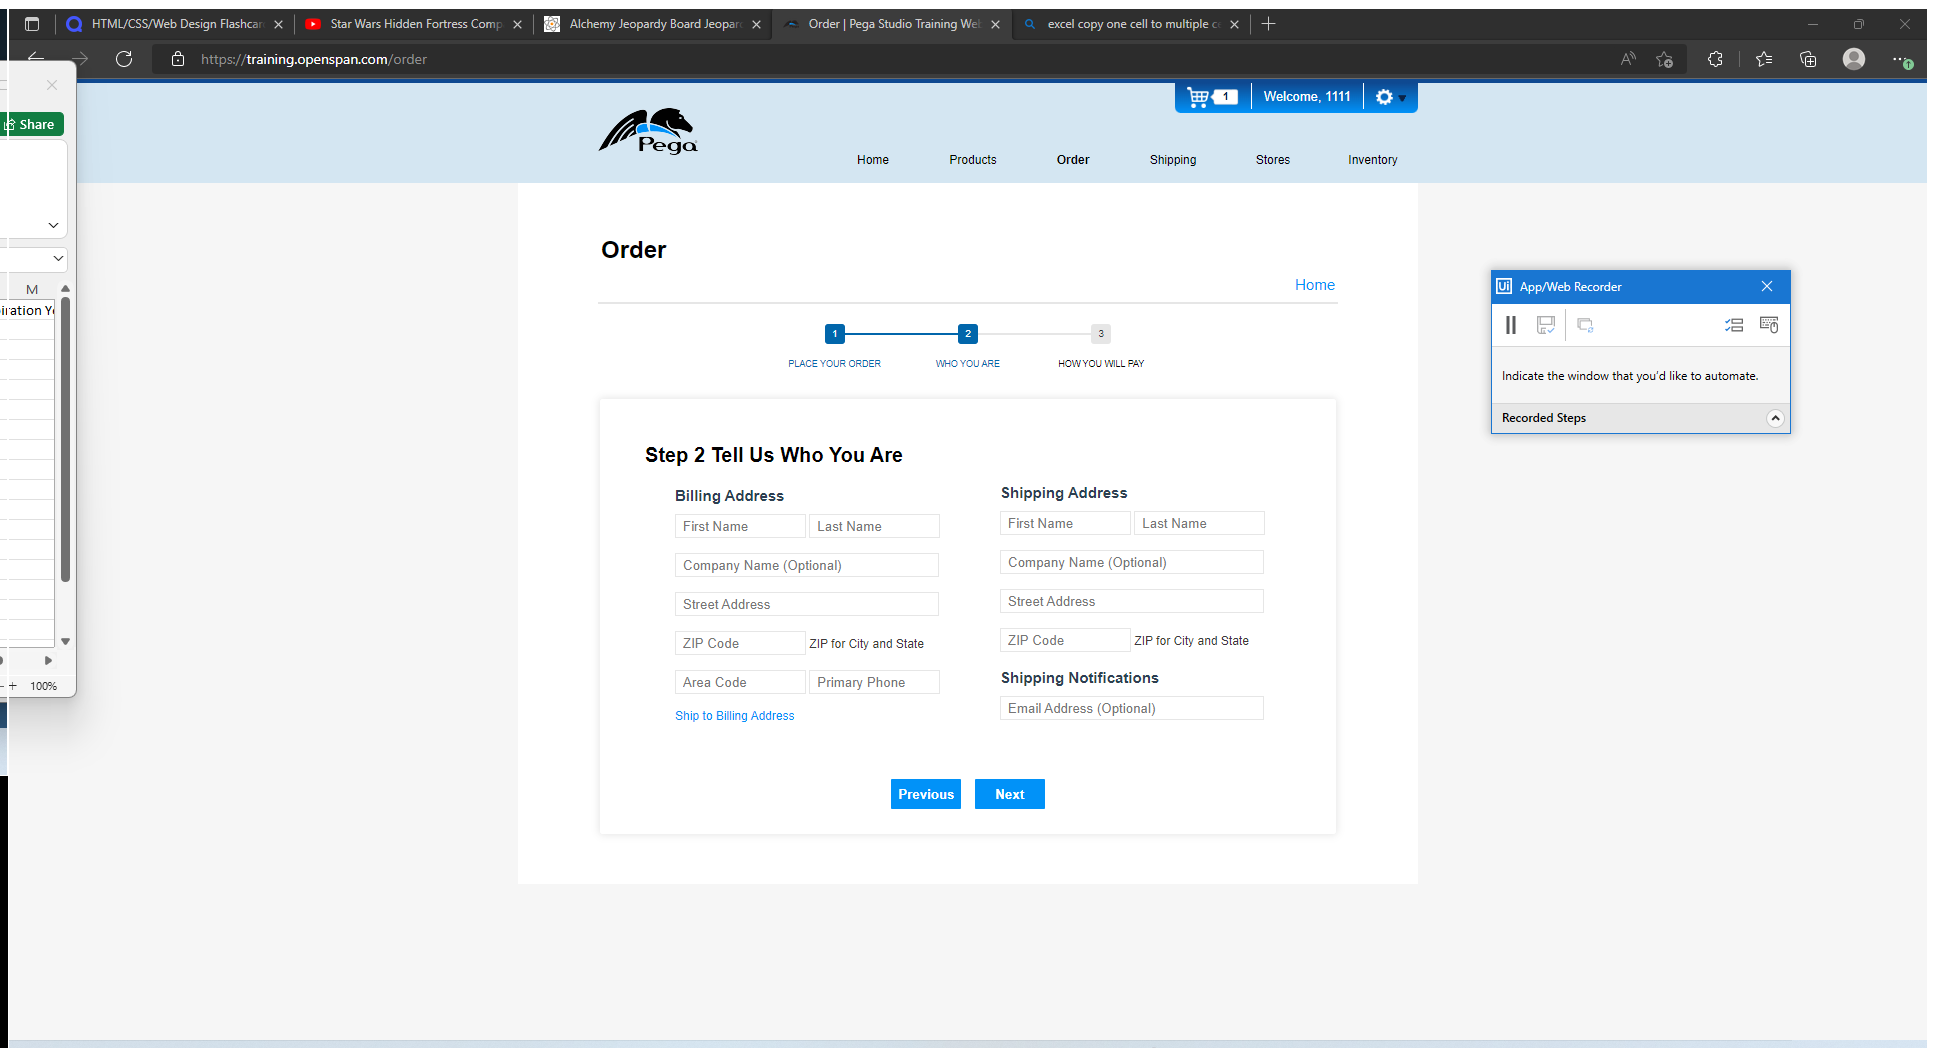 HTML/CSS/Web Design Flashcar
Star Wars Hidden Fortress Comp
Alchemy Jeopardy Board Jeopar
Order | Pega Studio Training We
excel copy one cell to multiple c
https://training.openspan.com/order
Share
M
iration Y
100%
1
Welcome, 1111
Pega
Home
Products
Order
Shipping
Stores
Inventory
Order
Home
1
2
3
PLACE YOUR ORDER
WHO YOU ARE
HOW YOU WILL PAY
Step 2 Tell Us Who You Are
Billing Address
First Name
Last Name
Company Name (Optional)
Street Address
ZIP Code
ZIP for City and State
Area Code
Primary Phone
Ship to Billing Address
Shipping Address
First Name
Last Name
Company Name (Optional)
Street Address
ZIP Code
ZIP for City and State
Shipping Notifications
Email Address (Optional)
Previous
Next
Ui App/Web Recorder
Indicate the window that you'd like to automate.
Recorded Steps